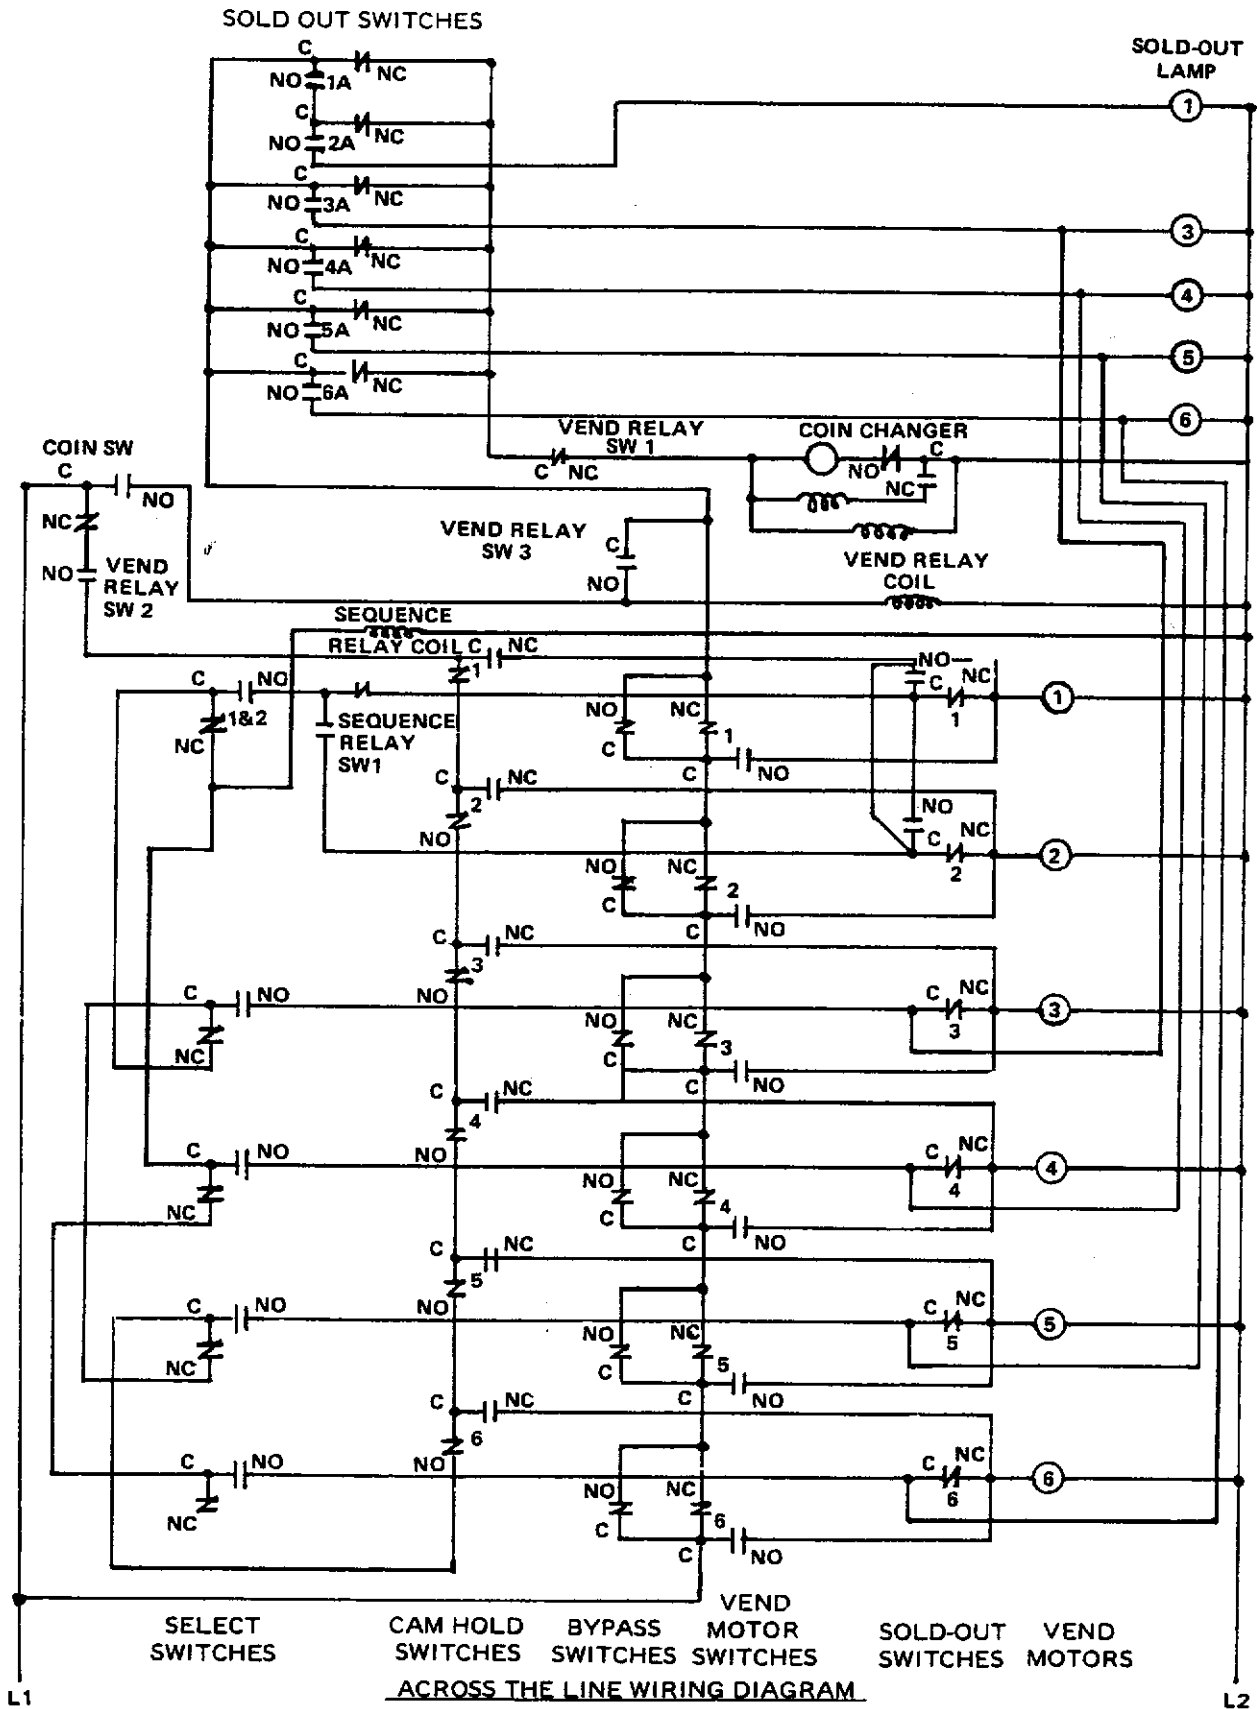 SOLD OUT SWITCHES
SOLD-OUT
LAMP
C
NC
NO 1A
1
C
NC
NO 2A
C
NC
NO 3A
3
C
NC
NO 4A
4
C
NC
NO 5A
5
C
NC
NO 6A
6
VEND RELAY
SW 1
C NC
COIN CHANGER
NO C
NC
COIN SW
C
NO
NC
VEND RELAY
SW 3
C
NO
VEND RELAY
COIL
NO VEND
RELAY
SW 2
SEQUENCE
RELAY COIL C NC
1
NO
NC
C
1
1
C NO
1&2
NC
SEQUENCE
RELAY
SW1
NO NC
1
C C NO
C NC
2
NO
NO
NC
C
2
2
NO NC
2
C C NO
C NC
3
NO
C NO
NC
NO NC
3
C C NO
C NC
3
3
C NC
4
NO
C NO
NC
NO NC
4
C C NO
C NC
4
4
C NC
5
NO
C NO
NC
NO NC
5
C C NO
C NC
5
5
C NC
6
NO
C NO
NC
NO NC
6
C C NO
C NC
6
6
SELECT
SWITCHES
CAM HOLD
SWITCHES
BYPASS
SWITCHES
VEND
MOTOR
SWITCHES
SOLD-OUT
SWITCHES
VEND
MOTORS
L1
ACROSS THE LINE WIRING DIAGRAM
L2